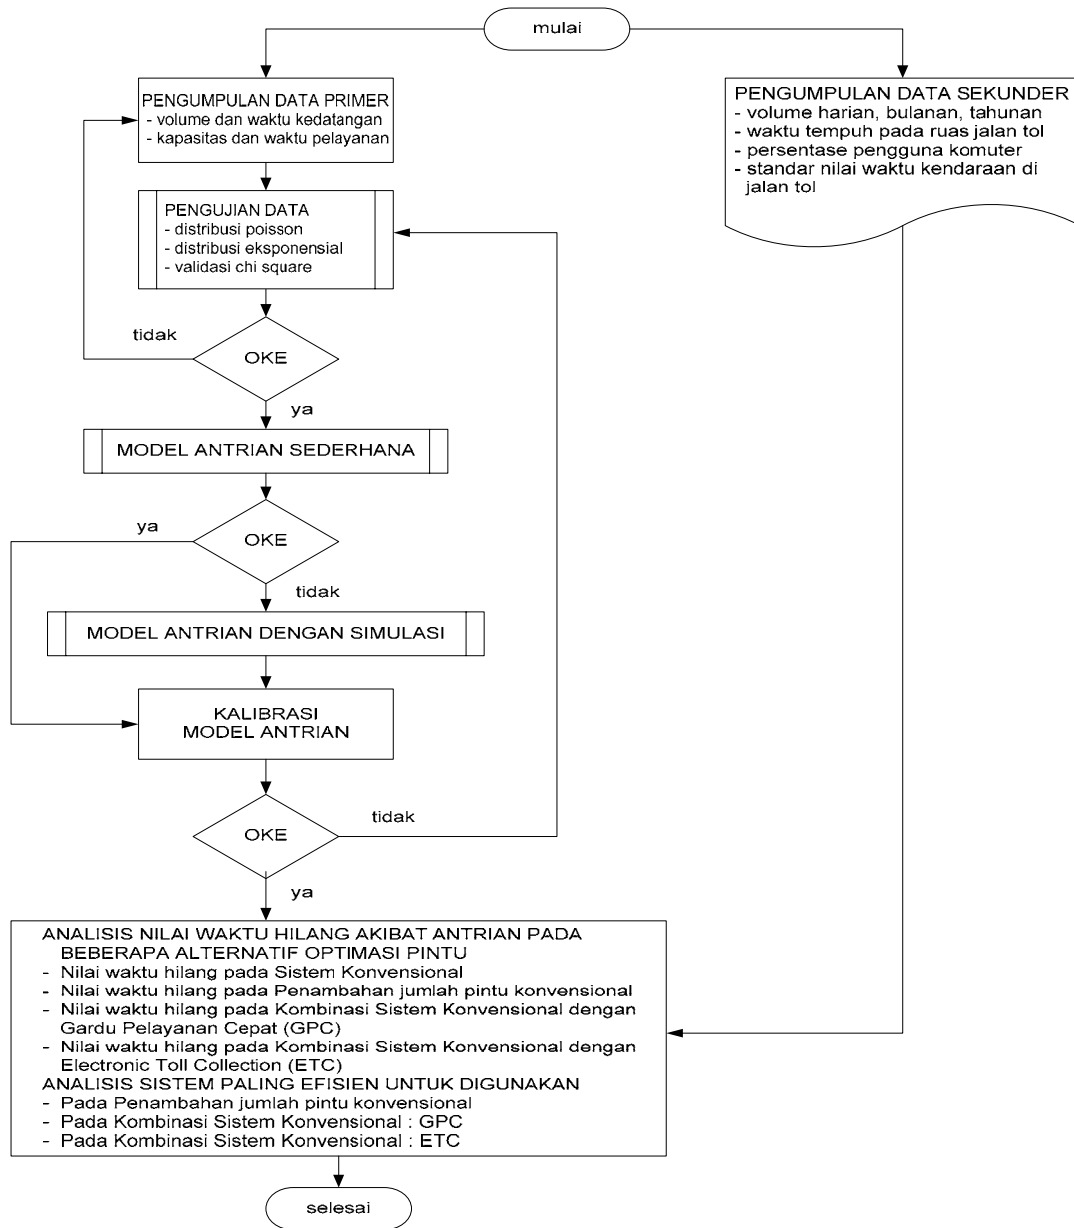 mulai
PENGUMPULAN DATA PRIMER
- volume dan waktu kedatangan
- kapasitas dan waktu pelayanan
PENGUMPULAN DATA SEKUNDER
- volume harian, bulanan, tahunan
- waktu tempuh pada ruas jalan tol
- persentase pengguna komuter
- standar nilai waktu kendaraan di
jalan tol
PENGUJIAN DATA
- distribusi poisson
- distribusi eksponensial
- validasi chi square
tidak
OKE
ya
MODEL ANTRIAN SEDERHANA
ya
OKE
tidak
MODEL ANTRIAN DENGAN SIMULASI
KALIBRASI
MODEL ANTRIAN
OKE
tidak
ya
ANALISIS NILAI WAKTU HILANG AKIBAT ANTRIAN PADA
BEBERAPA ALTERNATIF OPTIMASI PINTU
- Nilai waktu hilang pada Sistem Konvensional
- Nilai waktu hilang pada Penambahan jumlah pintu konvensional
- Nilai waktu hilang pada Kombinasi Sistem Konvensional dengan
Gardu Pelayanan Cepat (GPC)
- Nilai waktu hilang pada Kombinasi Sistem Konvensional dengan
Electronic Toll Collection (ETC)
ANALISIS SISTEM PALING EFISIEN UNTUK DIGUNAKAN
- Pada Penambahan jumlah pintu konvensional
- Pada Kombinasi Sistem Konvensional : GPC
- Pada Kombinasi Sistem Konvensional : ETC
selesai